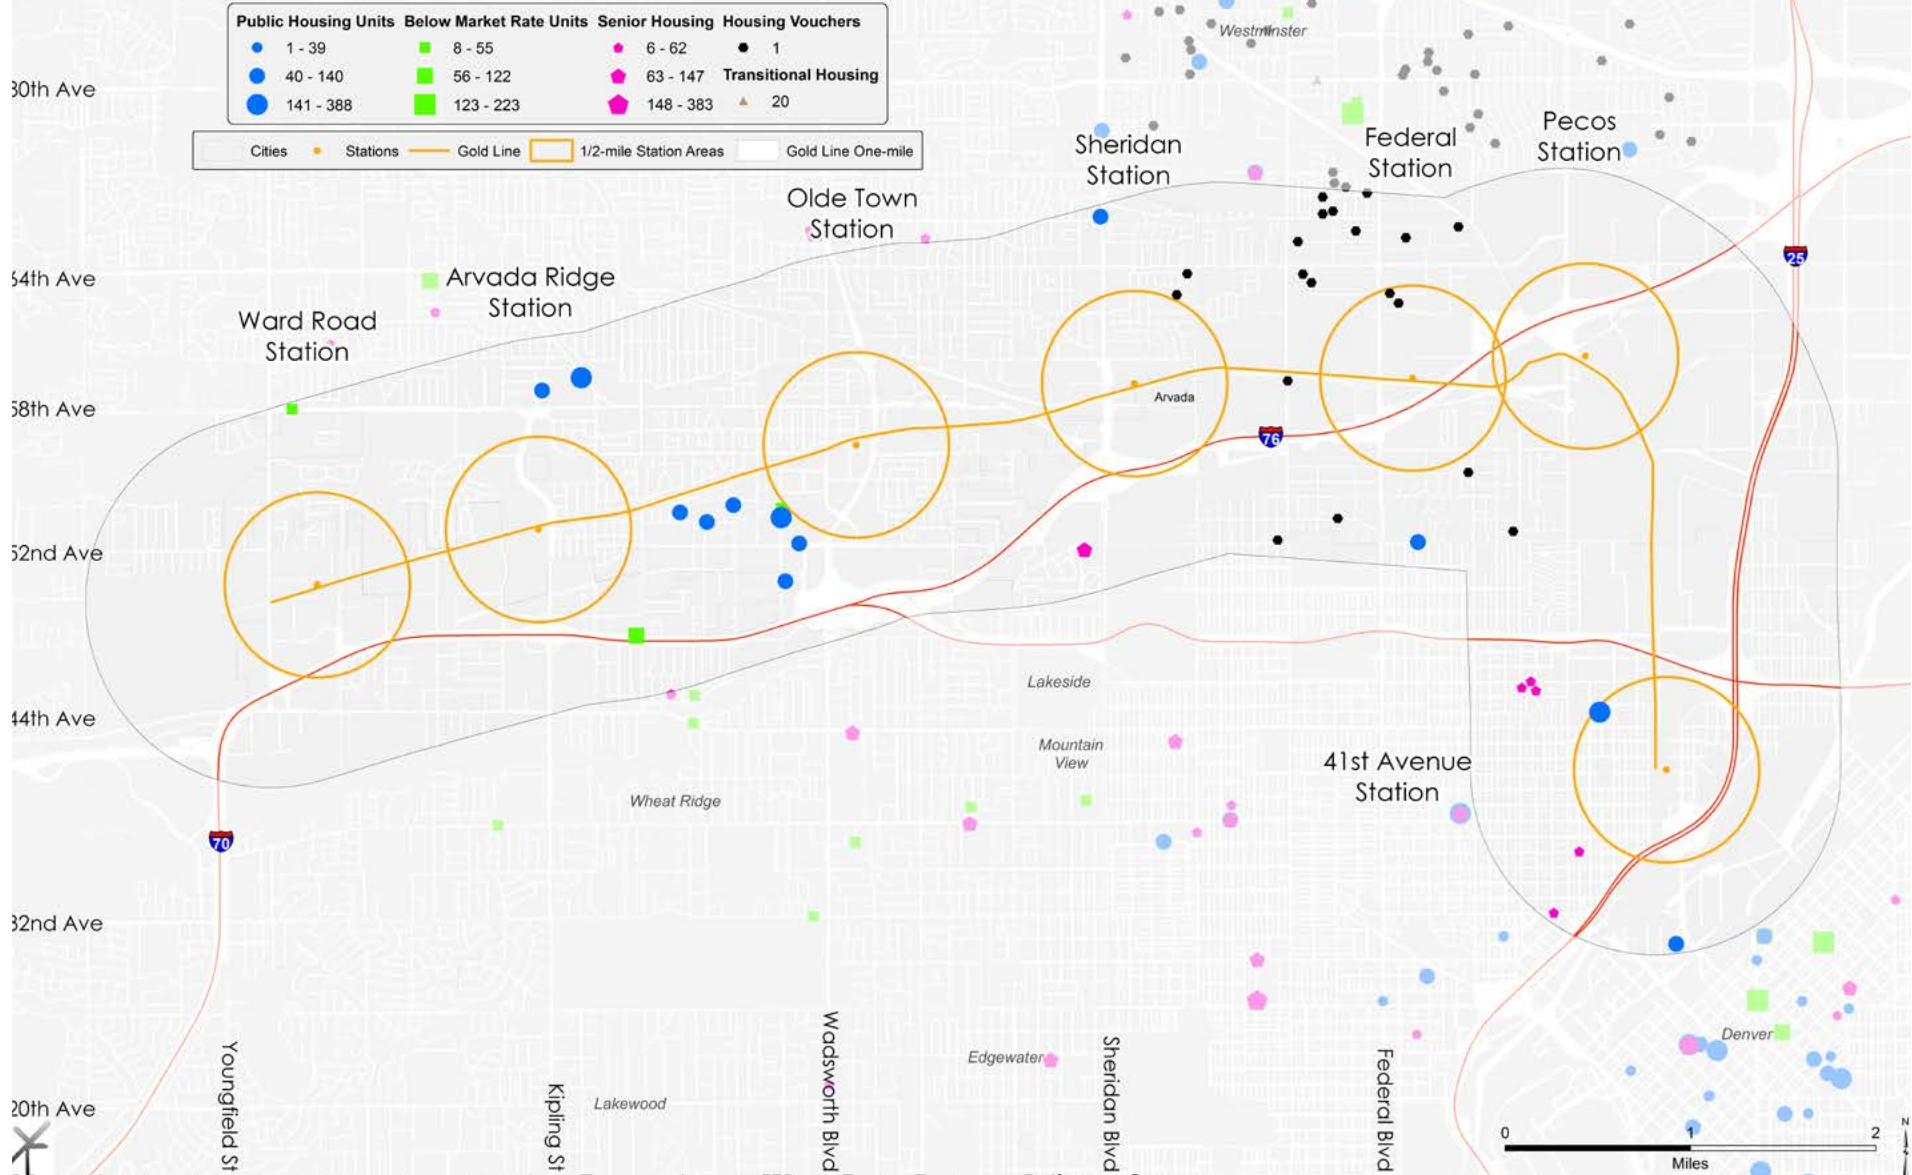 Public Housing Units Below Market Rate Units Senior Housing Housing Vouchers
1 - 39 8 - 55 6 - 62 1
40 - 140 56 - 122 63 - 147 Transitional Housing
141 - 388 123 - 223 148 - 383 20
Cities Stations Gold Line 1/2-mile Station Areas Gold Line One-mile
Westminster
80th Ave
Pecos
Station
Federal
Station
Sheridan
Station
Olde Town
Station
25
64th Ave
Arvada Ridge
Station
Ward Road
Station
Arvada
58th Ave
76
52nd Ave
Lakeside
44th Ave
Mountain
View
41st Avenue
Station
Wheat Ridge
70
32nd Ave
Denver
Edgewater
Youngfield St
Kipling St
Wadsworth Blvd
Sheridan Blvd
Federal Blvd
Lakewood
20th Ave
0 1 2
Miles
N